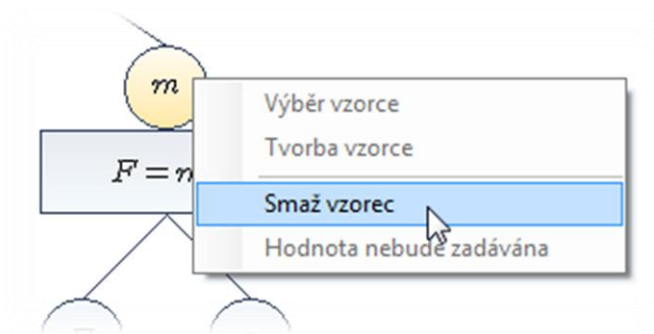 m
F = m
Výběr vzorce
Tvorba vzorce
Smaž vzorec
Hodnota nebude zadávána